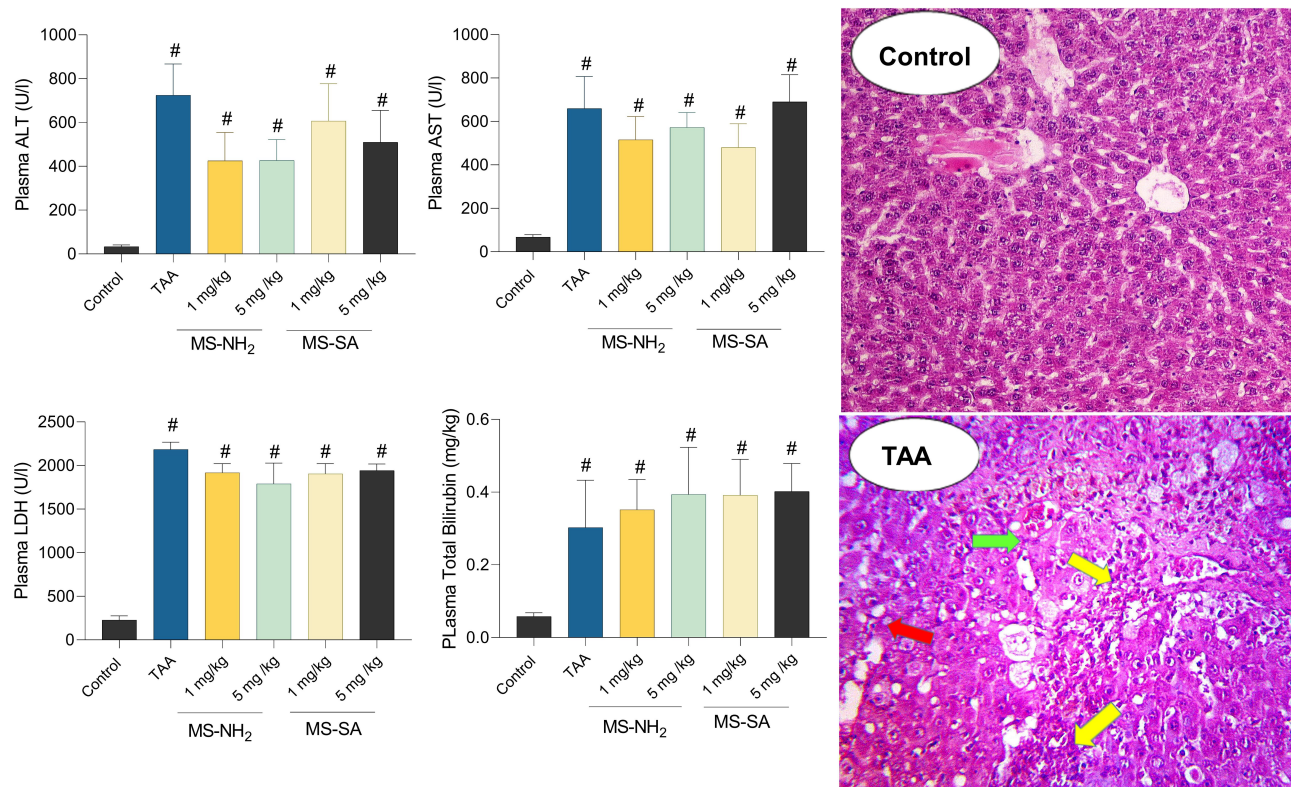 Plasma ALT (U/l)
1000
800
600
400
200
0
# # # # #
Control
TAA
1 mg/kg
5 mg /kg
1 mg/kg
5 mg /kg
MS-NH2 MS-SA
Plasma AST (U/l)
1000
800
600
400
200
0
# # # # #
Control
TAA
1 mg/kg
5 mg /kg
1 mg/kg
5 mg /kg
MS-NH2 MS-SA
Control
Plasma LDH (U/l)
2500
2000
1500
1000
500
0
# # # # #
Control
TAA
1 mg/kg
5 mg /kg
1 mg/kg
5 mg /kg
MS-NH2 MS-SA
PLasma Total Bilinrubin (mg/kg)
0.6
0.4
0.2
0.0
# # # # #
Control
TAA
1 mg/kg
5 mg /kg
1 mg/kg
5 mg /kg
MS-NH2 MS-SA
TAA